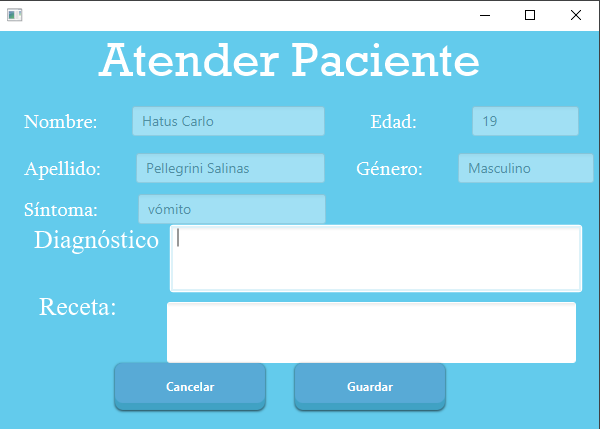 Atender Paciente
Nombre: Hatus Carlo Edad: 19
Apellido: Pellegrini Salinas Género: Masculino
Síntoma: vómito
Diagnóstico
Receta:
Cancelar Guardar